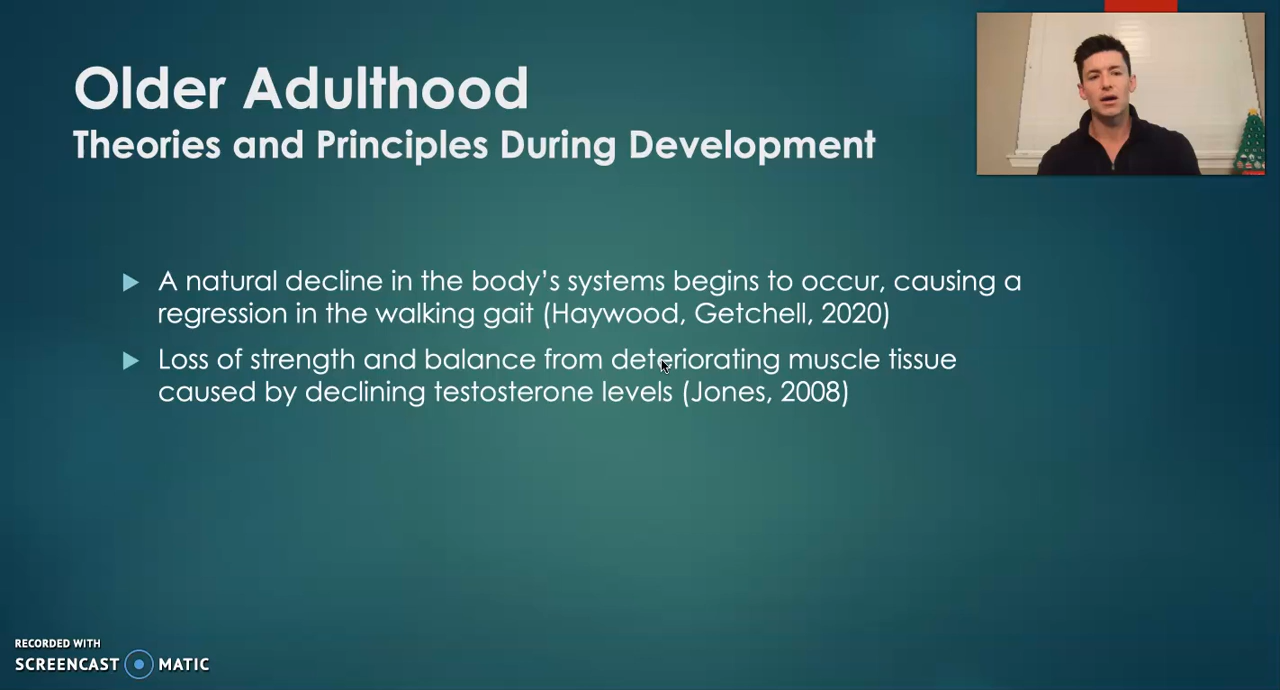 Older Adulthood
Theories and Principles During Development
A natural decline in the body's systems begins to occur, causing a
regression in the walking gait (Haywood, Getchell, 2020)
Loss of strength and balance from deteriorating muscle tissue
caused by declining testosterone levels (Jones, 2008)
RECORDED WITH
SCREENCAST MATIC